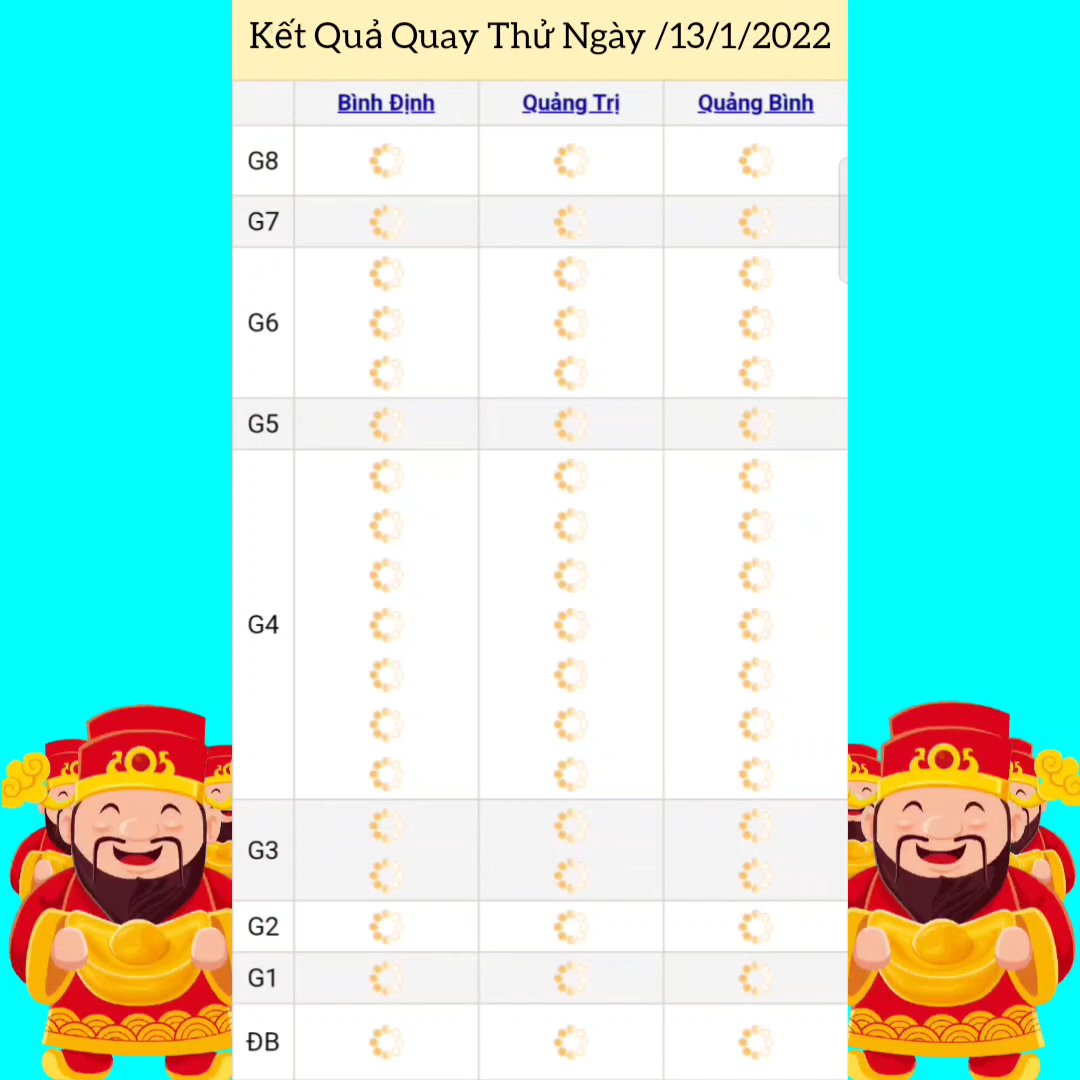 Kết Quả Quay Thử Ngày /13/1/2022
Bình Định Quảng Trị Quảng Bình
G8
G7
G6
G5
G4
G3
G2
G1
ĐB